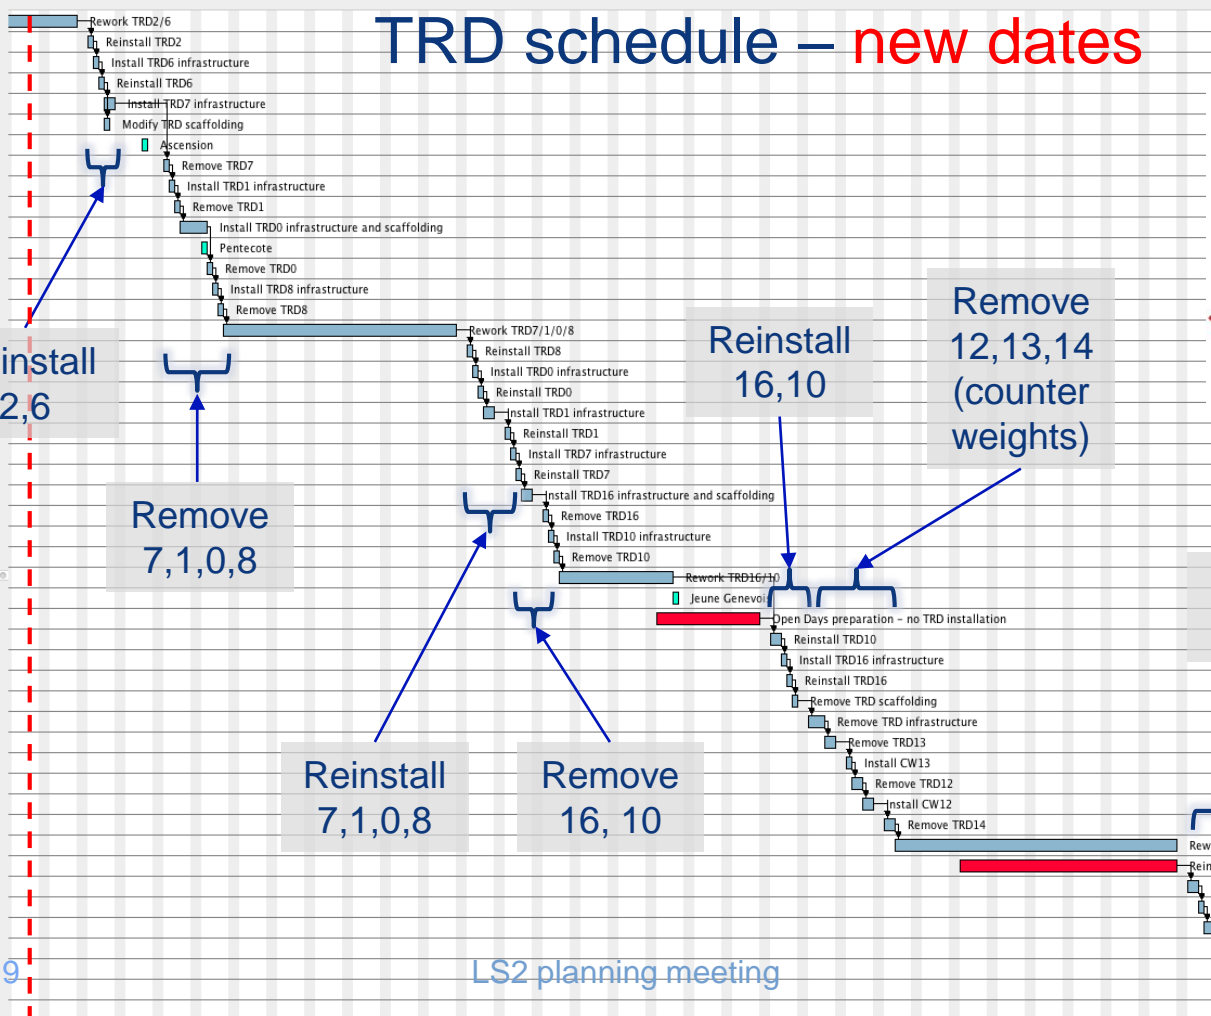 TRD schedule – new dates
Rework TRD2/6
Reinstall TRD2
Install TRD6 infrastructure
Reinstall TRD6
Install TRD7 infrastructure
Modify TRD scaffolding
Ascension
Remove TRD7
Install TRD1 infrastructure
Remove TRD1
Install TRD0 infrastructure and scaffolding
Pentecote
Remove TRD0
Install TRD8 infrastructure
Remove TRD8
Rework TRD7/1/0/8
Reinstall TRD8
Install TRD0 infrastructure
Reinstall TRD0
Install TRD1 infrastructure
Reinstall TRD1
Install TRD7 infrastructure
Reinstall TRD7
Install TRD16 infrastructure and scaffolding
Remove TRD16
Install TRD10 infrastructure
Remove TRD10
Rework TRD16/10
Jeune Genevois
Open Days preparation – no TRD installation
Reinstall TRD10
Install TRD16 infrastructure
Reinstall TRD16
Remove TRD scaffolding
Remove TRD infrastructure
Remove TRD13
Install CW13
Remove TRD12
Install CW12
Remove TRD14
Rew
Rein
install
2,6
Remove
7,1,0,8
Reinstall
7,1,0,8
Remove
16, 10
Reinstall
16,10
Remove
12,13,14
(counter
weights)
9
LS2 planning meeting